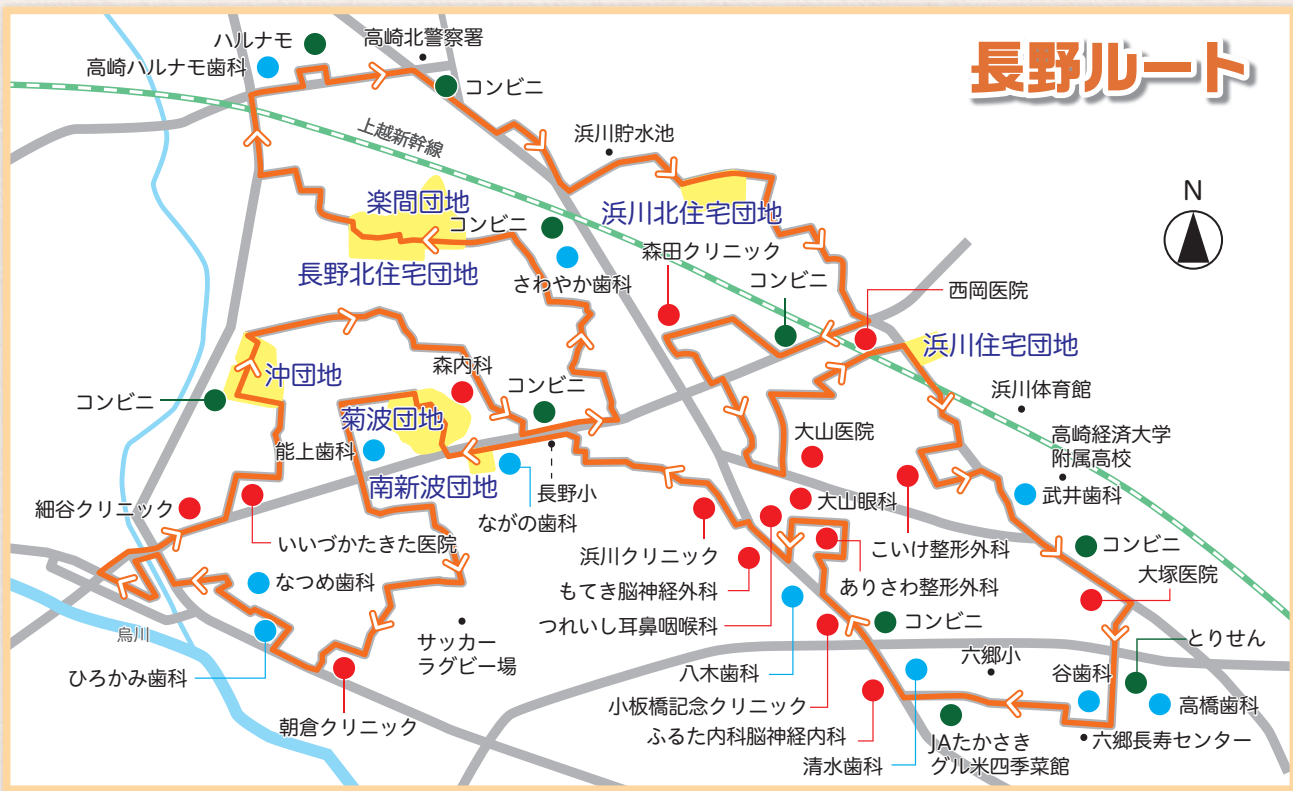 長野ルート
ハルナモ
高崎北警察署
高崎ハルナモ歯科
コンビニ
上越新幹線
浜川貯水池
N
楽間団地
コンビニ
浜川北住宅団地
森田クリニック
長野北住宅団地
さわやか歯科
コンビニ
西岡医院
浜川住宅団地
沖団地
森内科
コンビニ
コンビニ
浜川体育館
菊波団地
能上歯科
大山医院
高崎経済大学
附属高校
武井歯科
南新波団地
長野小
ながの歯科
大山眼科
細谷クリニック
いいづかたきた医院
浜川クリニック
こいけ整形外科
コンビニ
なつめ歯科
もてき脳神経外科
ありさわ整形外科
大塚医院
つれいし耳鼻咽喉科
コンビニ
烏川
サッカー
ラグビー場
とりせん
ひろかみ歯科
八木歯科
六郷小
谷歯科
小板橋記念クリニック
高橋歯科
朝倉クリニック
ふるた内科脳神経内科
JAたかさき
グル米四季菜館
六郷長寿センター
清水歯科